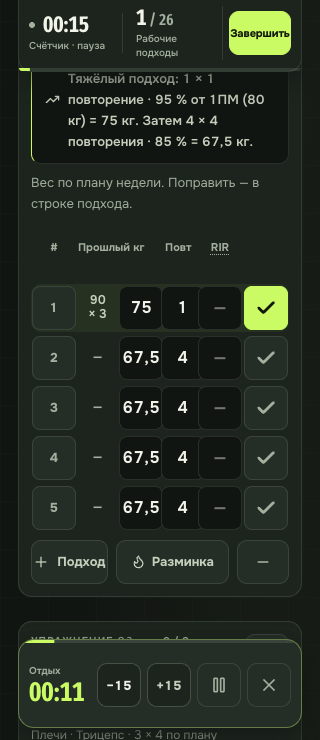 00:15
Счётчик · пауза
1 / 26
Рабочие
подходы
Завершить
Тяжёлый подход: 1 × 1
повторение · 95 % от 1ПМ (80
кг) = 75 кг. Затем 4 × 4
повторения · 85 % = 67,5 кг.
Вес по плану недели. Поправить — в
строке подхода.
# Прошлый кг Повт RIR
1 90 × 3 75 1 —
2 – 67,5 4 —
3 – 67,5 4 —
4 – 67,5 4 —
5 – 67,5 4 —
+ Подход Разминка –
Отдых
00:11 −15 +15
Плечи · Трицепс · 3 × 4 по плану